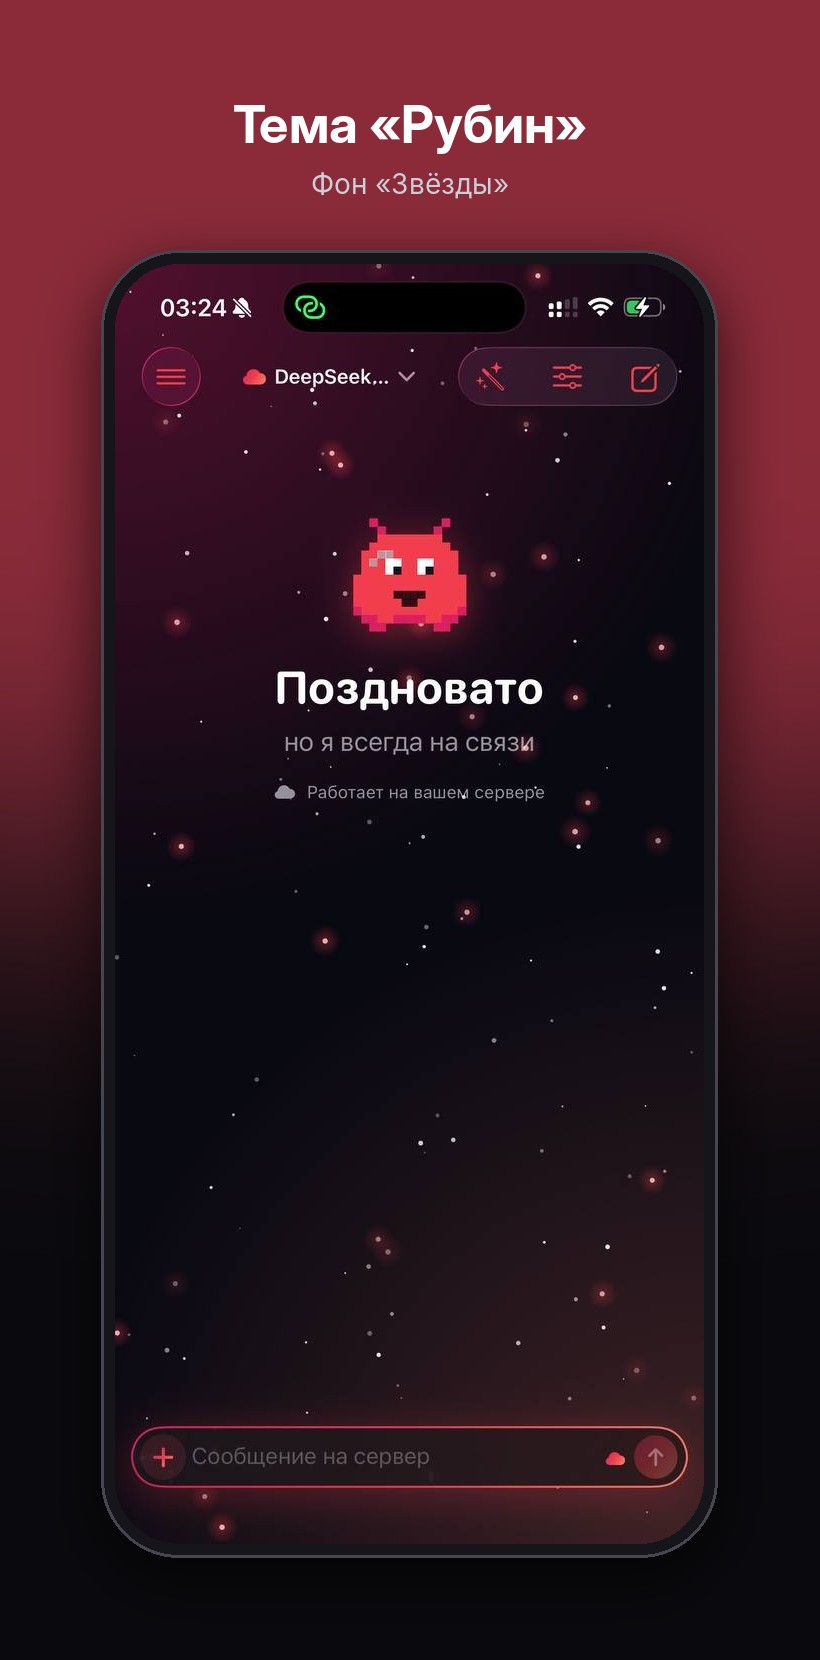 Тема «Рубин»
Фон «Звёзды»
03:24
DeepSeek...
Поздновато
но я всегда на связи
Работает на вашем сервере
Сообщение на сервер